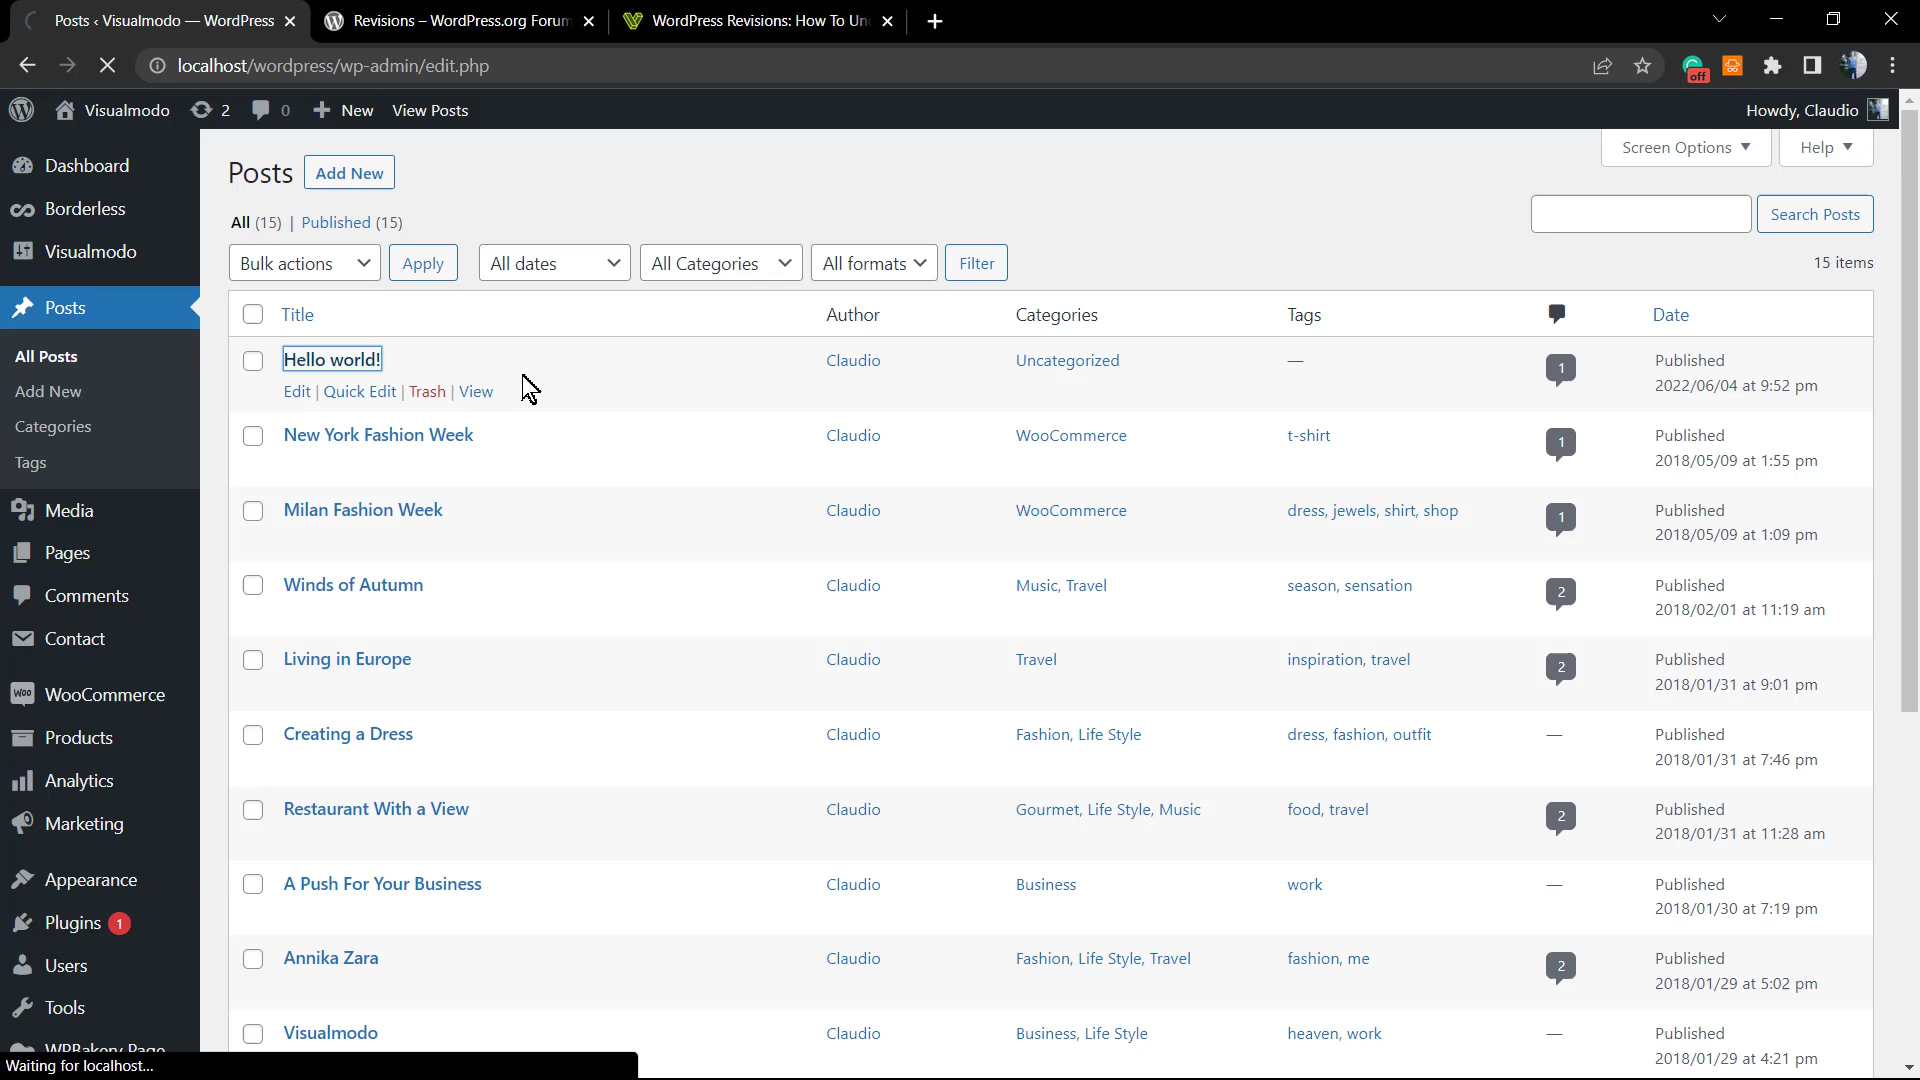 Posts ‹ Visualmodo — WordPress
Revisions – WordPress.org Forum
WordPress Revisions: How To Un
localhost/wordpress/wp-admin/edit.php
off
Visualmodo 2 0 New View Posts
Howdy, Claudio
Dashboard
Borderless
Visualmodo
Posts
All Posts
Add New
Categories
Tags
Media
Pages
Comments
Contact
WooCommerce
Products
Analytics
Marketing
Appearance
Plugins 1
Users
Tools
WPBakery Page
Posts Add New
Screen Options Help
All (15) | Published (15)
Search Posts
Bulk actions Apply All dates All Categories All formats Filter
15 items
Title Author Categories Tags Date
Hello world! Claudio Uncategorized — 1 Published
Edit | Quick Edit | Trash | View 2022/06/04 at 9:52 pm
New York Fashion Week Claudio WooCommerce t-shirt 1 Published
2018/05/09 at 1:55 pm
Milan Fashion Week Claudio WooCommerce dress, jewels, shirt, shop 1 Published
2018/05/09 at 1:09 pm
Winds of Autumn Claudio Music, Travel season, sensation 2 Published
2018/02/01 at 11:19 am
Living in Europe Claudio Travel inspiration, travel 2 Published
2018/01/31 at 9:01 pm
Creating a Dress Claudio Fashion, Life Style dress, fashion, outfit — Published
2018/01/31 at 7:46 pm
Restaurant With a View Claudio Gourmet, Life Style, Music food, travel 2 Published
2018/01/31 at 11:28 am
A Push For Your Business Claudio Business work — Published
2018/01/30 at 7:19 pm
Annika Zara Claudio Fashion, Life Style, Travel fashion, me 2 Published
2018/01/29 at 5:02 pm
Visualmodo Claudio Business, Life Style heaven, work — Published
2018/01/29 at 4:21 pm
Waiting for localhost...